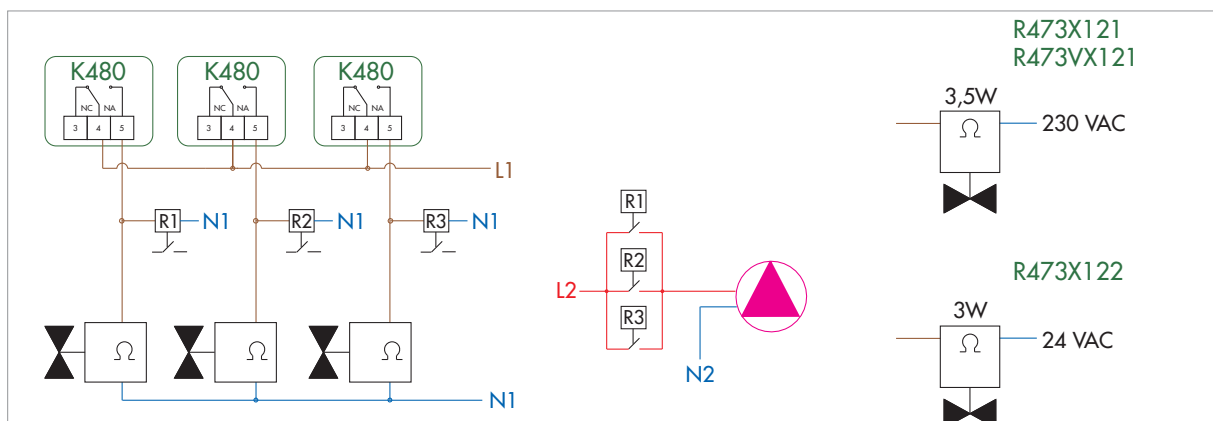 K480 K480 K480
NC NA NC NA NC NA
3 4 5 3 4 5 3 4 5
L1
R1 N1 R2 N1 R3 N1
Ω Ω Ω
N1
R1
R2
L2
R3
N2
R473X121
R473VX121
3,5W
Ω 230 VAC
R473X122
3W
Ω 24 VAC